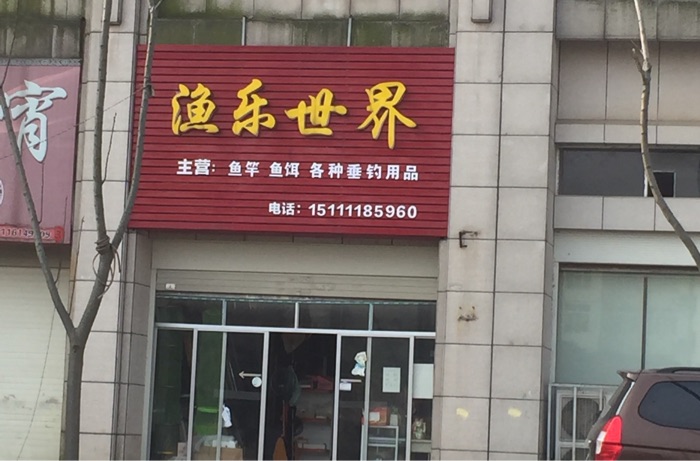 渔乐世界
主营：鱼竿 鱼饵 各种垂钓用品
电话：15111185960
宵